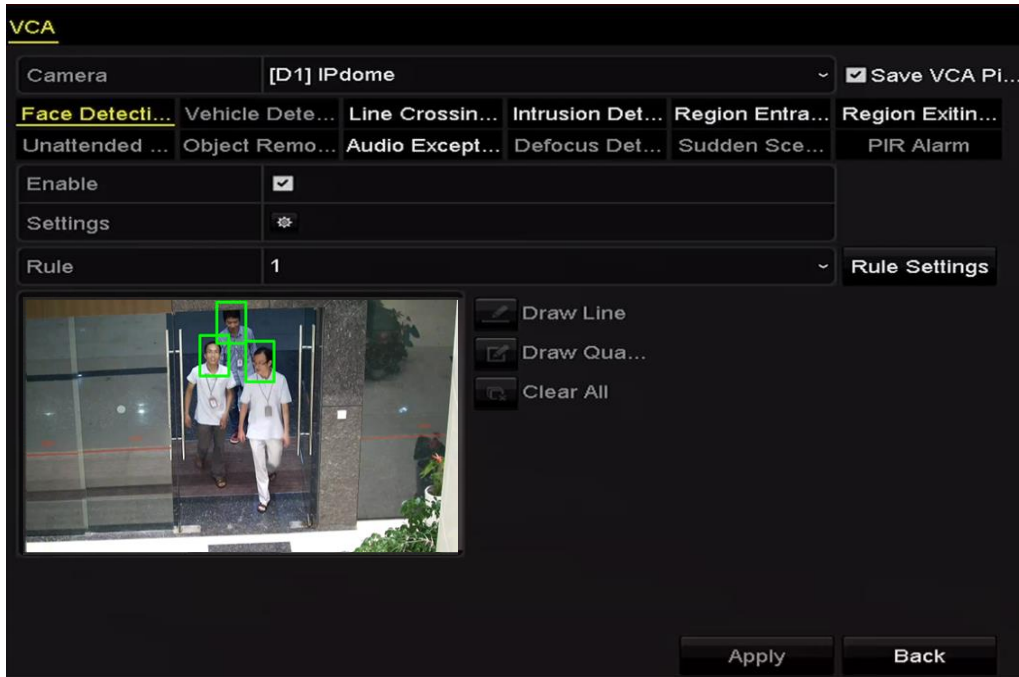 VCA
Camera [D1] IPdome Save VCA Pi...
Face Detecti... Vehicle Dete... Line Crossin... Intrusion Det... Region Entra... Region Exitin...
Unattended ... Object Remo... Audio Except... Defocus Det... Sudden Sce... PIR Alarm
Enable
Settings
Rule 1 Rule Settings
Draw Line
Draw Qua...
Clear All
Apply Back